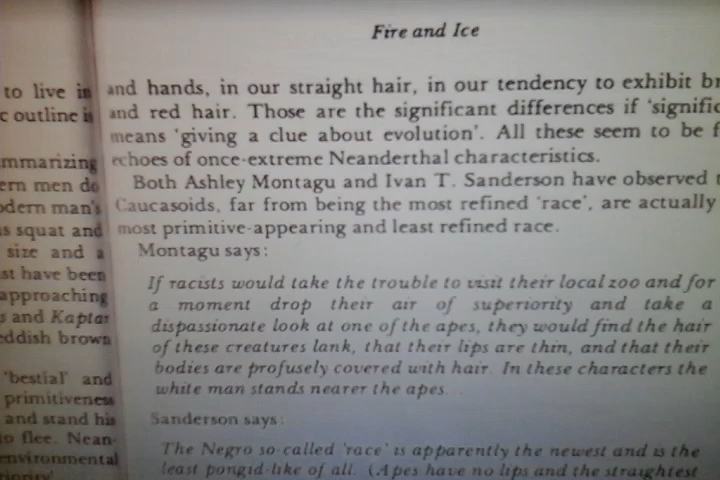 Fire and Ice
to live in
c outline is
mmarizing
ern men do
odern man's
as squat and
size and a
st have been
approaching
s and Kaptar
eddish brown
'bestial' and
primitiveness
and stand his
to flee. Nean-
environmental
and hands, in our straight hair, in our tendency to exhibit br
and red hair. Those are the significant differences if 'signific
means 'giving a clue about evolution'. All these seem to be f
echoes of once-extreme Neanderthal characteristics.
Both Ashley Montagu and Ivan T. Sanderson have observed t
Caucasoids, far from being the most refined 'race', are actually
most primitive-appearing and least refined race.
Montagu says:
If racists would take the trouble to visit their local zoo and for
a moment drop their air of superiority and take a
dispassionate look at one of the apes, they would find the hair
of these creatures lank, that their lips are thin, and that their
bodies are profusely covered with hair. In these characters the
white man stands nearer the apes...
Sanderson says:
The Negro so-called 'race' is apparently the newest and is the
least pongid-like of all. (Apes have no lips and the straightest